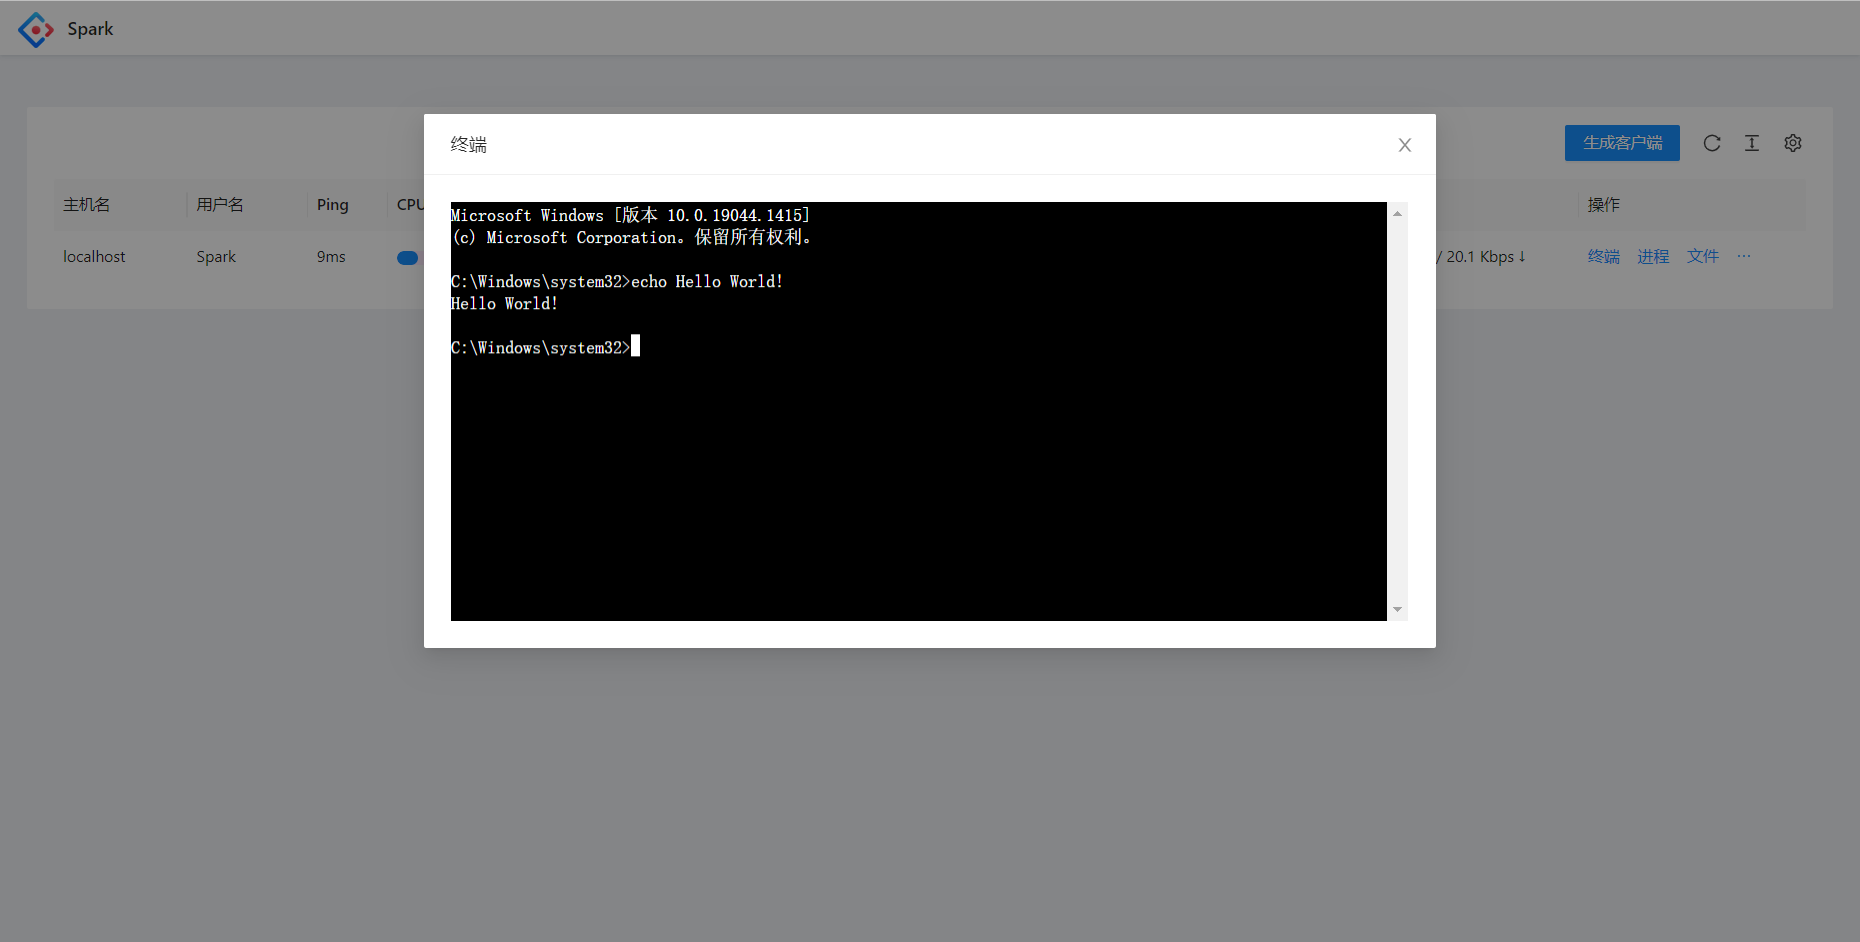 Spark
终端
生成客户端
主机名 用户名 Ping CPU 操作
localhost Spark 9ms / 20.1 Kbps↓ 终端 进程 文件 ···
Microsoft Windows [版本 10.0.19044.1415]
(c) Microsoft Corporation。保留所有权利。
C:\Windows\system32>echo Hello World!
Hello World!
C:\Windows\system32>